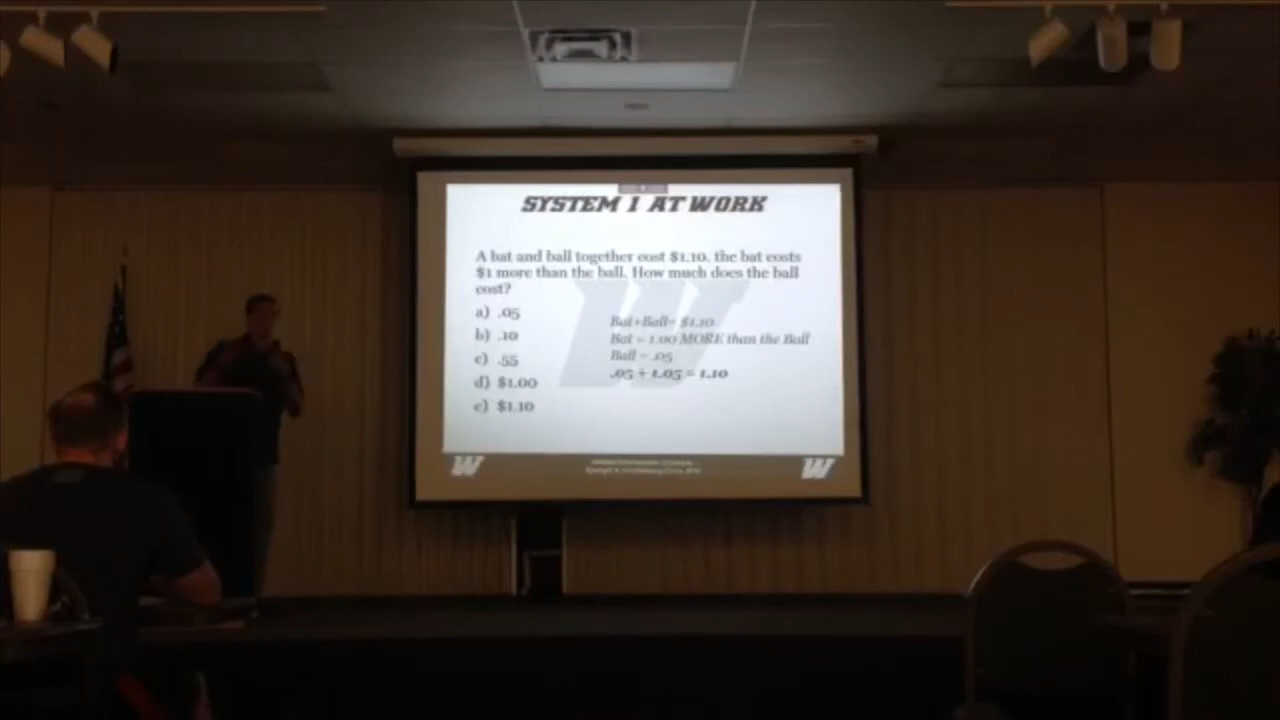 SYSTEM 1 AT WORK
A bat and ball together cost $1.10. the bat costs
$1 more than the ball. How much does the ball
cost?
a) .05
b) .10
c) .55
d) $1.00
e) $1.10
Bat+Ball= $1.10
Bat = 1.00 MORE than the Ball
Ball = .05
.05 + 1.05 = 1.10
W
W
W